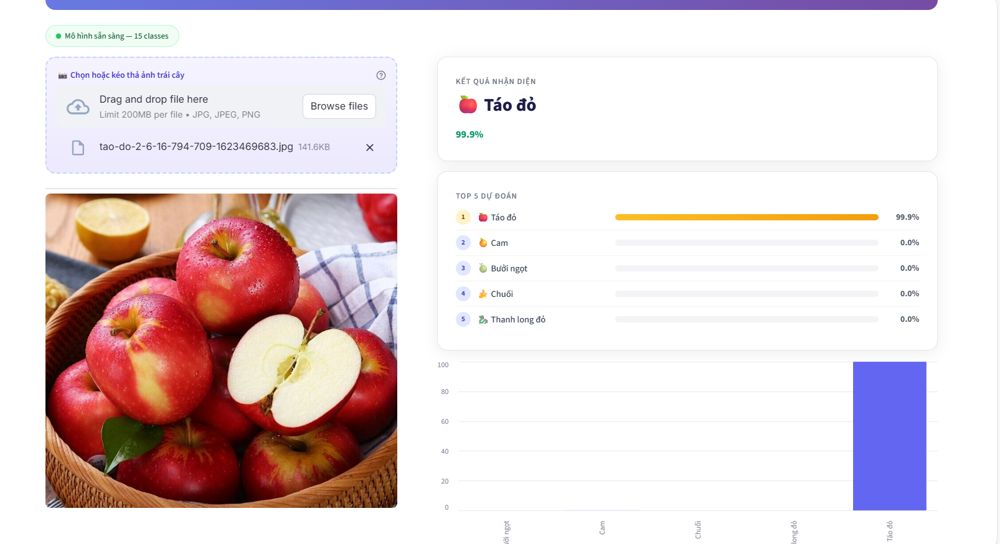 Mô hình sẵn sàng — 15 classes
Chọn hoặc kéo thả ảnh trái cây
Drag and drop file here
Limit 200MB per file • JPG, JPEG, PNG
Browse files
tao-do-2-6-16-794-709-1623469683.jpg 141.6KB
KẾT QUẢ NHẬN DIỆN
Táo đỏ
99.9%
TOP 5 DỰ ĐOÁN
1 Táo đỏ 99.9%
2 Cam 0.0%
3 Bưởi ngọt 0.0%
4 Chuối 0.0%
5 Thanh long đỏ 0.0%
100
80
60
40
20
0
ngọt
Cam
Chuối
long đỏ
Táo đỏ